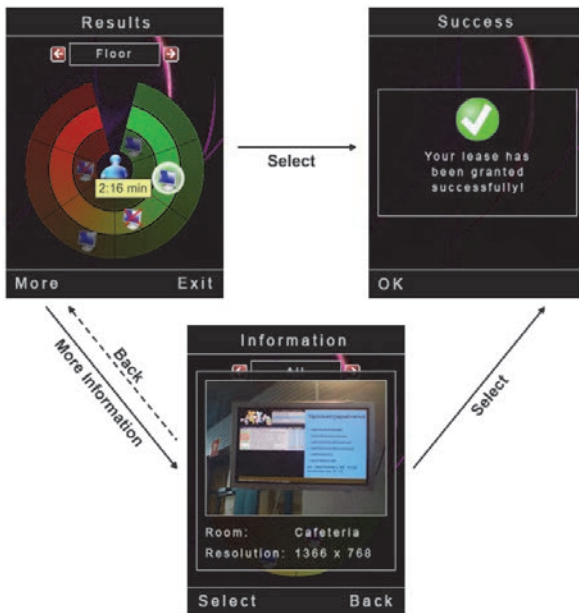 Results
Floor
2:16 min
More Exit
Select
Success
Your lease has
been granted
successfully!
OK
Back
More Information
Select
Information
All
Room: Cafeteria
Resolution: 1366 x 768
Select Back